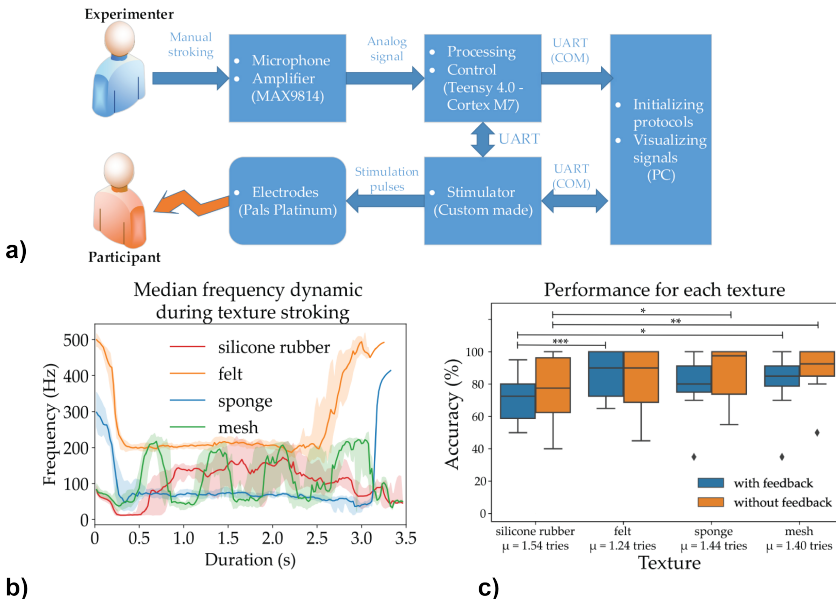 Experimenter
Manual
stroking
• Microphone
• Amplifier
(MAX9814)
Analog
signal
• Processing
• Control
(Teensy 4.0 -
Cortex M7)
UART
(COM)
• Initializing
protocols
• Visualizing
signals
(PC)
UART
• Electrodes
(Pals Platinum)
Stimulation
pulses
• Stimulator
(Custom made)
UART
(COM)
Participant
a)
Median frequency dynamic
during texture stroking
Frequency (Hz)
500
400
300
200
100
0
silicone rubber
felt
sponge
mesh
0 0.5 1.0 1.5 2.0 2.5 3.0 3.5
Duration (s)
b)
Performance for each texture
Accuracy (%)
100
80
60
40
20
0
*
**
*
***
with feedback
without feedback
silicone rubber felt sponge mesh
μ = 1.54 tries μ = 1.24 tries μ = 1.44 tries μ = 1.40 tries
Texture
c)